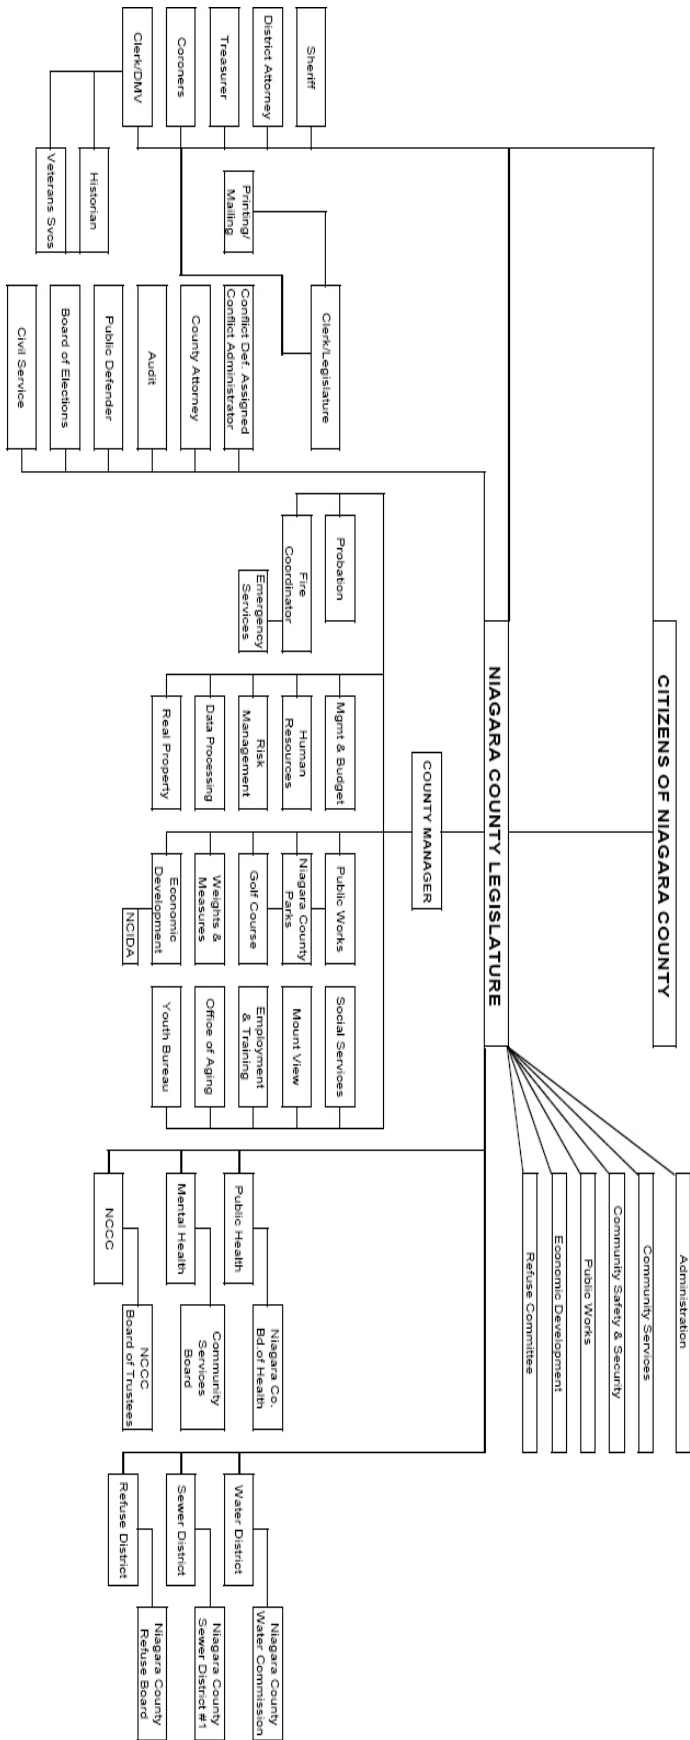 CITIZENS OF NIAGARA COUNTY
Administration
Community Services
Community Safety & Security
Public Works
Economic Development
Refuse Committee
NIAGARA COUNTY LEGISLATURE
COUNTY MANAGER
Sheriff
District Attorney
Treasurer
Coroners
Clerk/DMV
Historian
Veterans Svcs
Printing/
Mailing
Clerk/Legislature
Conflict Def. Assigned
Conflict Administrator
County Attorney
Audit
Public Defender
Board of Elections
Civil Service
Probation
Fire
Coordinator
Emergency
Services
Mgmt & Budget
Human
Resources
Risk
Management
Data Processing
Real Property
Public Works
Niagara County
Parks
Golf Course
Weights &
Measures
Economic
Development
NCIDA
Social Services
Mount View
Employment
& Training
Office of Aging
Youth Bureau
Public Health
Niagara Co.
Bd.of Health
Mental Health
Community
Services
Board
NCCC
NCCC
Board of Trustees
Water District
Niagara County
Water Commission
Sewer District
Niagara County
Sewer District #1
Refuse District
Niagara County
Refuse Board